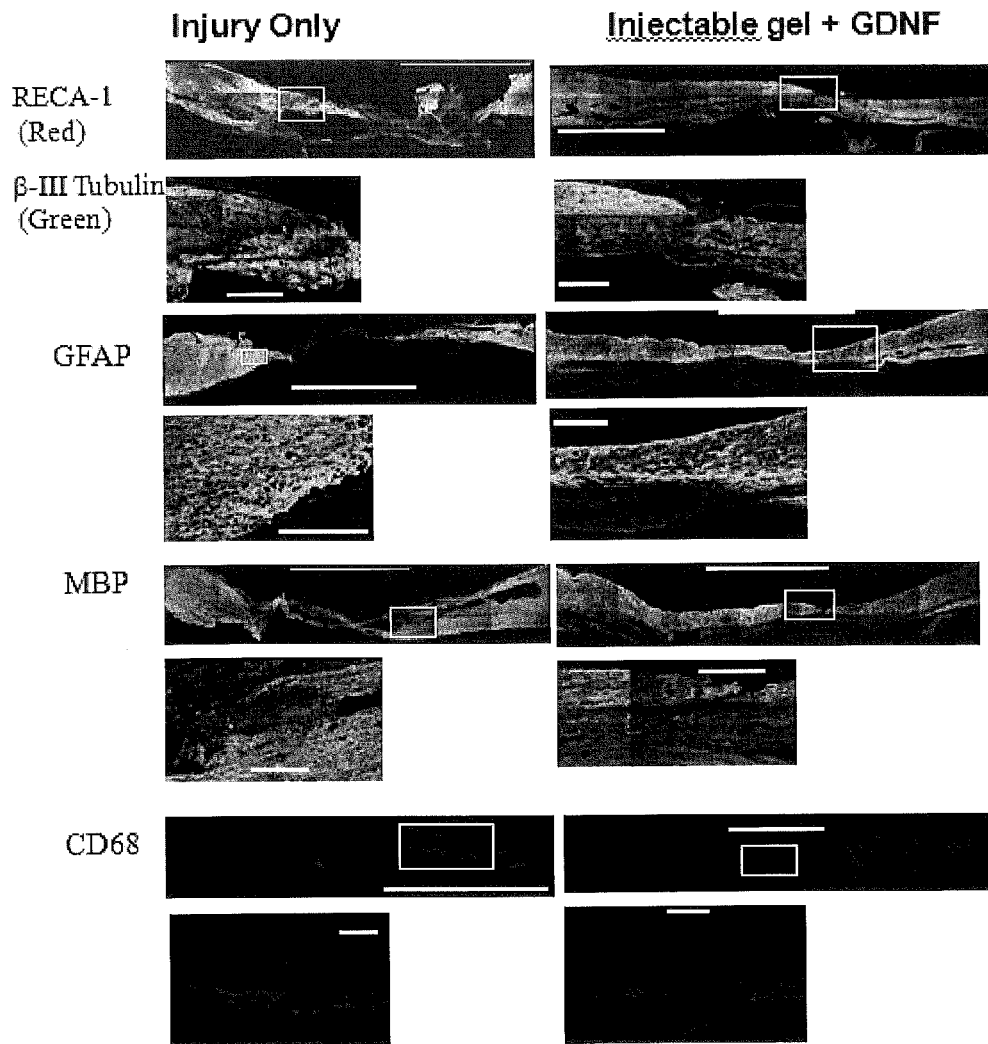 Injury Only
Injectable gel + GDNF
RECA-1
(Red)
β-III Tubulin
(Green)
GFAP
MBP
CD68